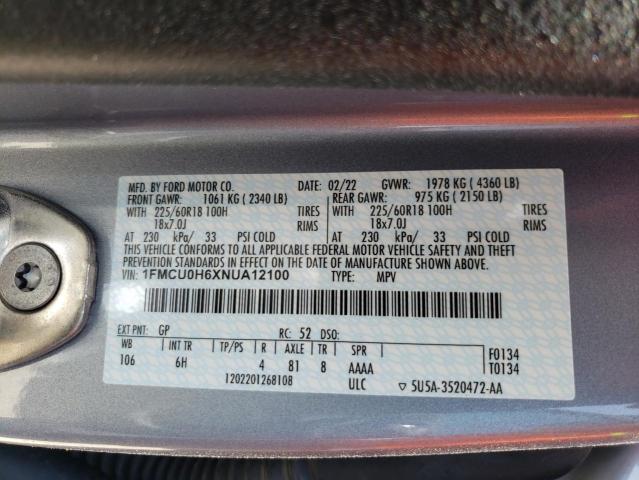 MFD. BY FORD MOTOR CO. DATE: 02/22 GVWR: 1978 KG ( 4360 LB)
FRONT GAWR: 1061 KG ( 2340 LB) REAR GAWR: 975 KG ( 2150 LB)
WITH 225/60R18 100H TIRES WITH 225/60R18 100H TIRES
18x7.0J RIMS 18x7.0J RIMS
AT 230 kPa/ 33 PSI COLD AT 230 kPa/ 33 PSI COLD
THIS VEHICLE CONFORMS TO ALL APPLICABLE FEDERAL MOTOR VEHICLE SAFETY AND THEFT
PREVENTION STANDARDS IN EFFECT ON THE DATE OF MANUFACTURE SHOWN ABOVE.
VIN: 1FMCU0H6XNUA12100 TYPE: MPV
EXT PNT: GP RC: 52 DSO:
WB INT TR TP/PS R AXLE TR SPR F0134
106 6H 4 81 8 AAAA T0134
1202201268108 ULC ▽ 5U5A-3520472-AA